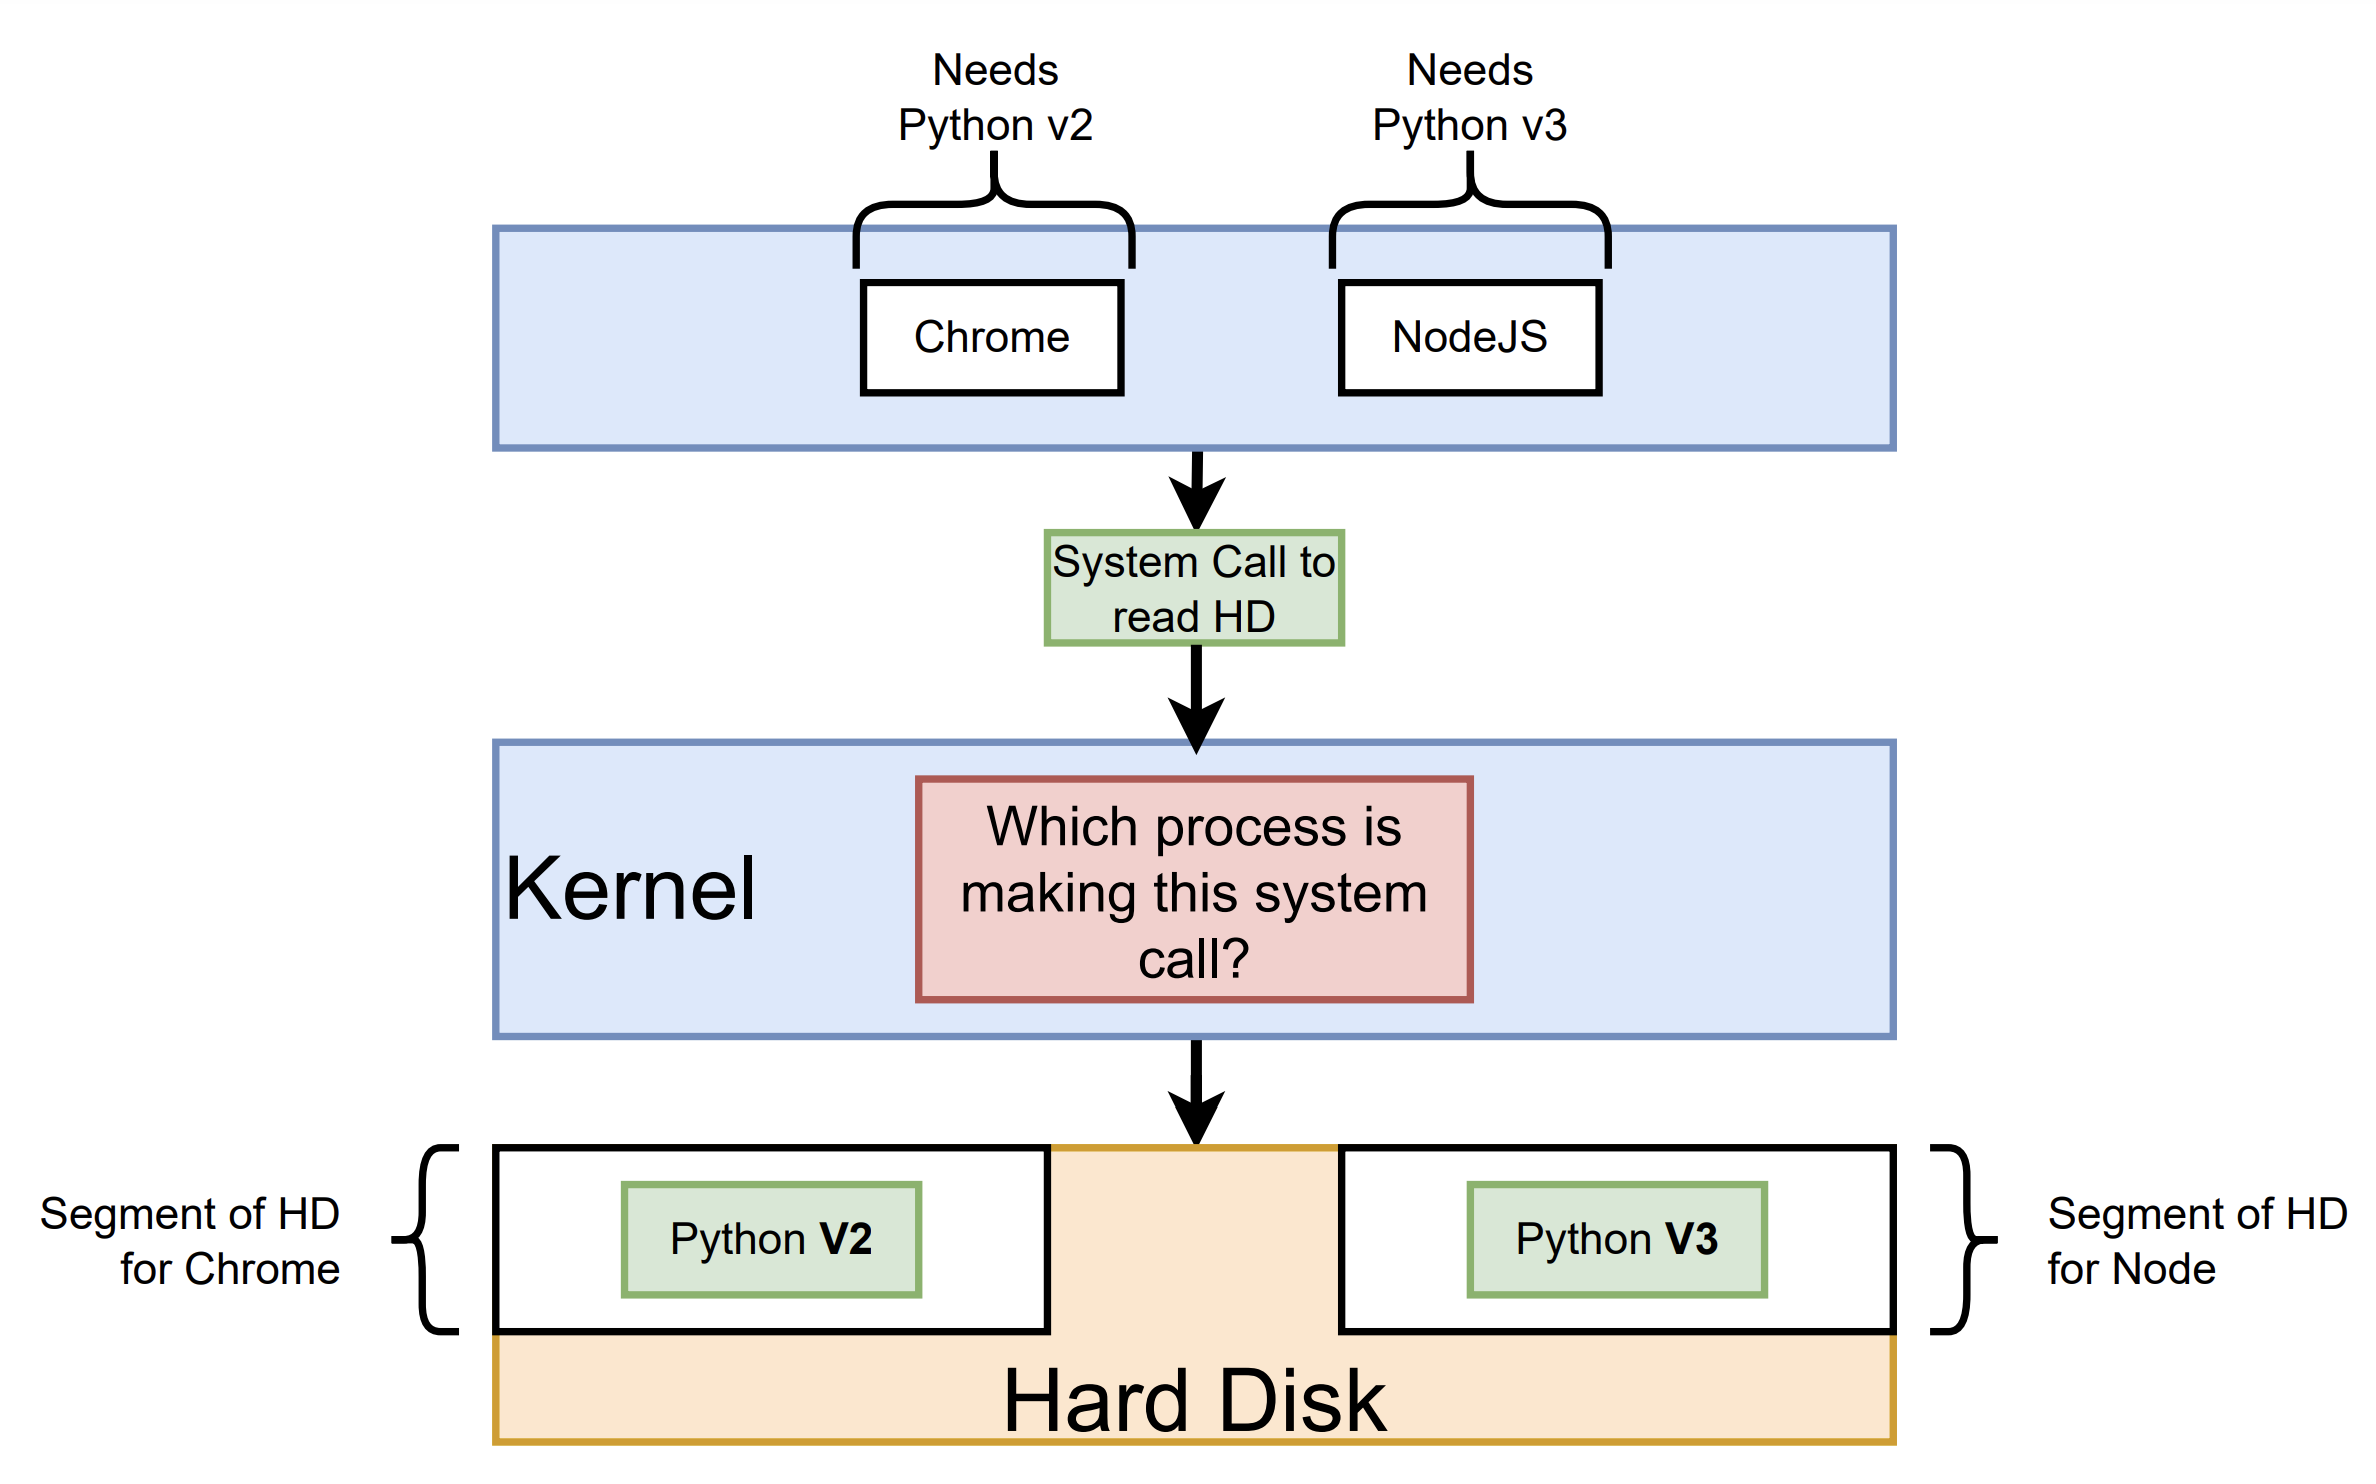 Needs
Python v2
Needs
Python v3
Chrome
NodeJS
System Call to
read HD
Kernel
Which process is
making this system
call?
Segment of HD
for Chrome
Python V2
Python V3
Segment of HD
for Node
Hard Disk